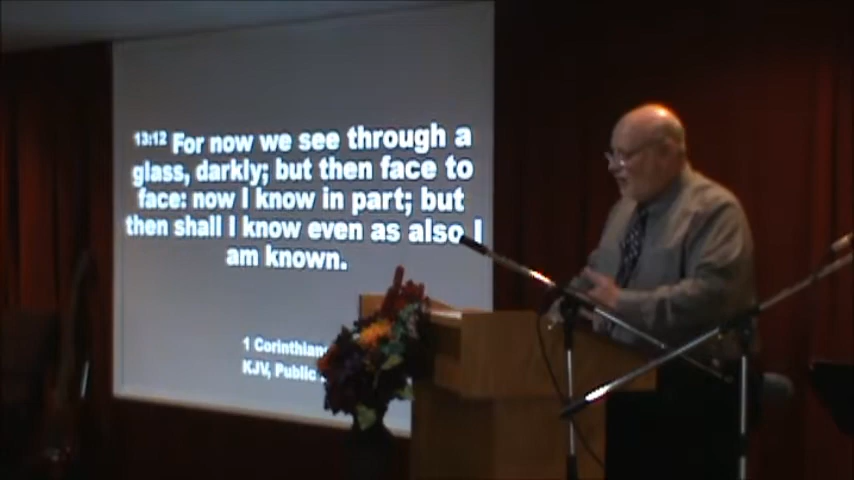 13:12 For now we see through a
glass, darkly; but then face to
face: now I know in part; but
then shall I know even as also I
am known.
1 Corinthians
KJV, Public